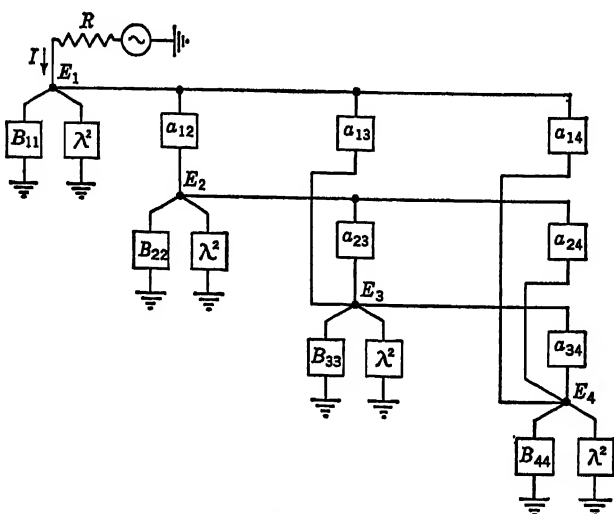 R
I
E₁
B₁₁ λ² a₁₂ a₁₃ a₁₄
E₂
B₂₂ λ² a₂₃ a₂₄
E₃
B₃₃ λ² a₃₄
E₄
B₄₄ λ²